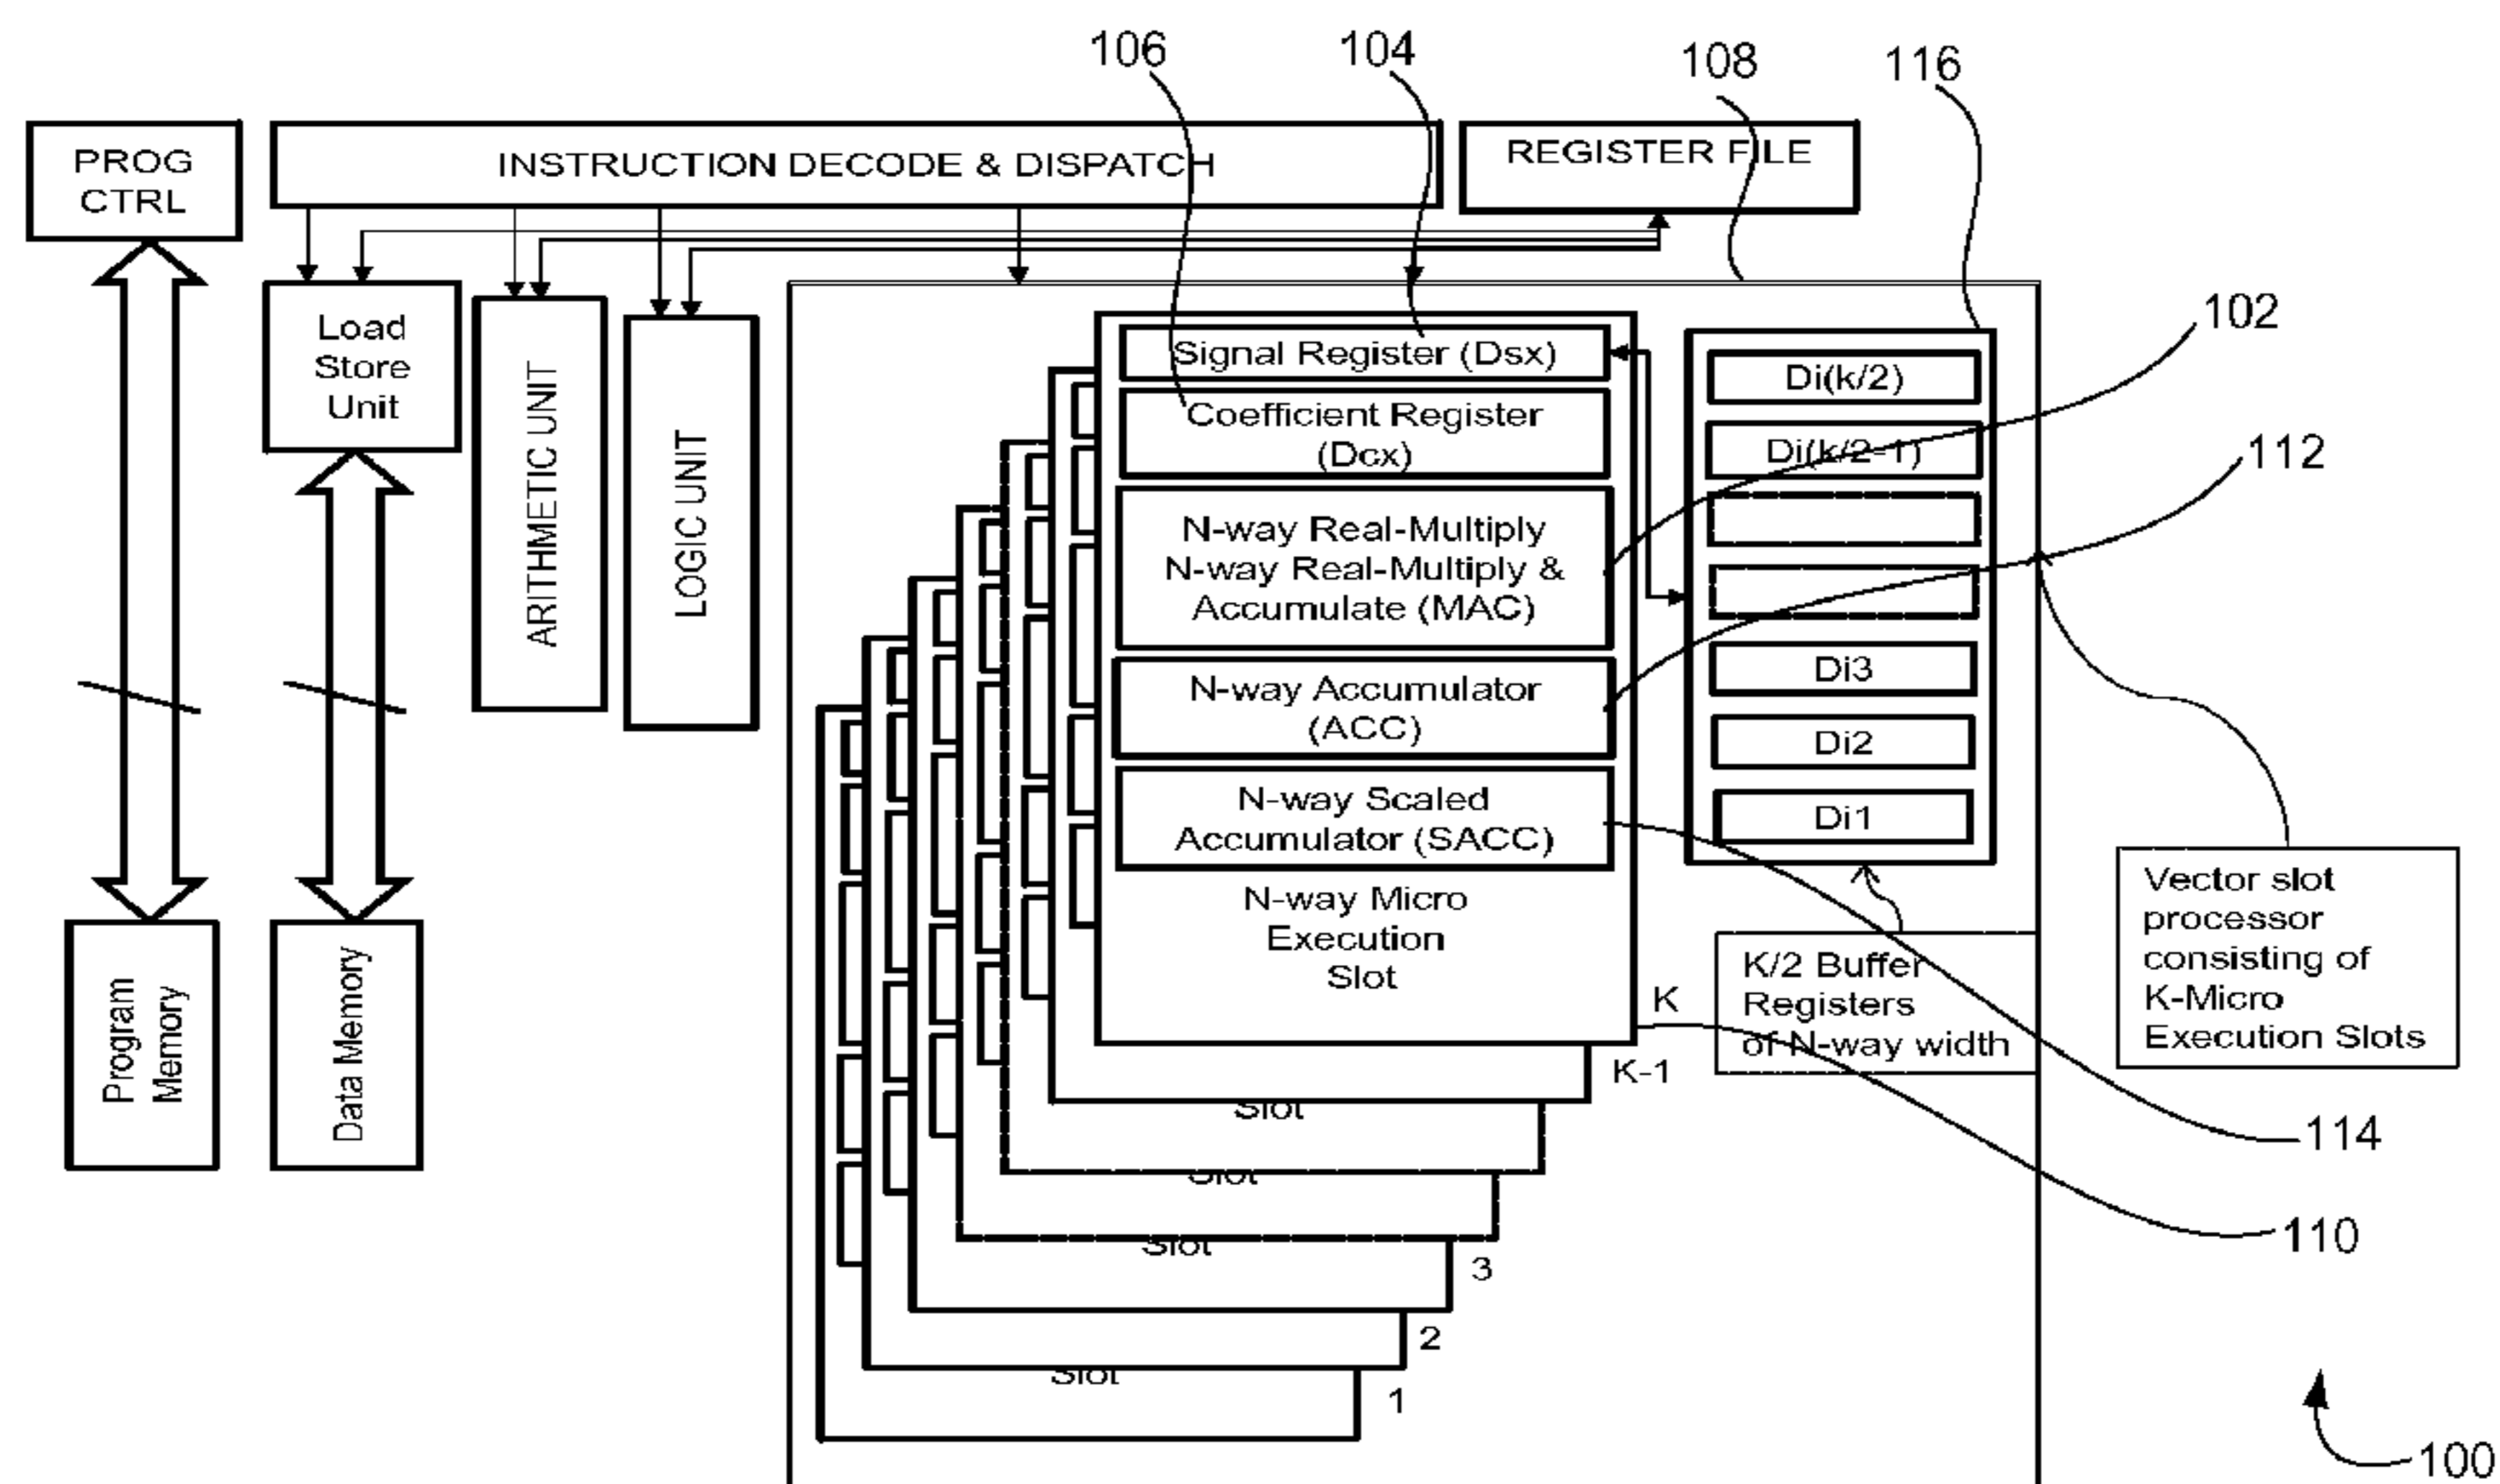 106
104
108
116
PROG
CTRL
INSTRUCTION DECODE & DISPATCH
REGISTER FILE
Load
Store
Unit
ARITHMETIC UNIT
LOGIC UNIT
Signal Register (Dsx)
Coefficient Register
(Dcx)
N-way Real-Multiply
N-way Real-Multiply &
Accumulate (MAC)
N-way Accumulator
(ACC)
N-way Scaled
Accumulator (SACC)
N-way Micro
Execution
Slot
Di(k/2)
Di(k/2-1)
Di3
Di2
Di1
102
112
Vector slot
processor
consisting of
K-Micro
Execution Slots
K/2 Buffer
Registers
of N-way width
K
K-1
Slot
Slot
Slot
3
2
Slot
1
Program
Memory
Data Memory
114
110
100